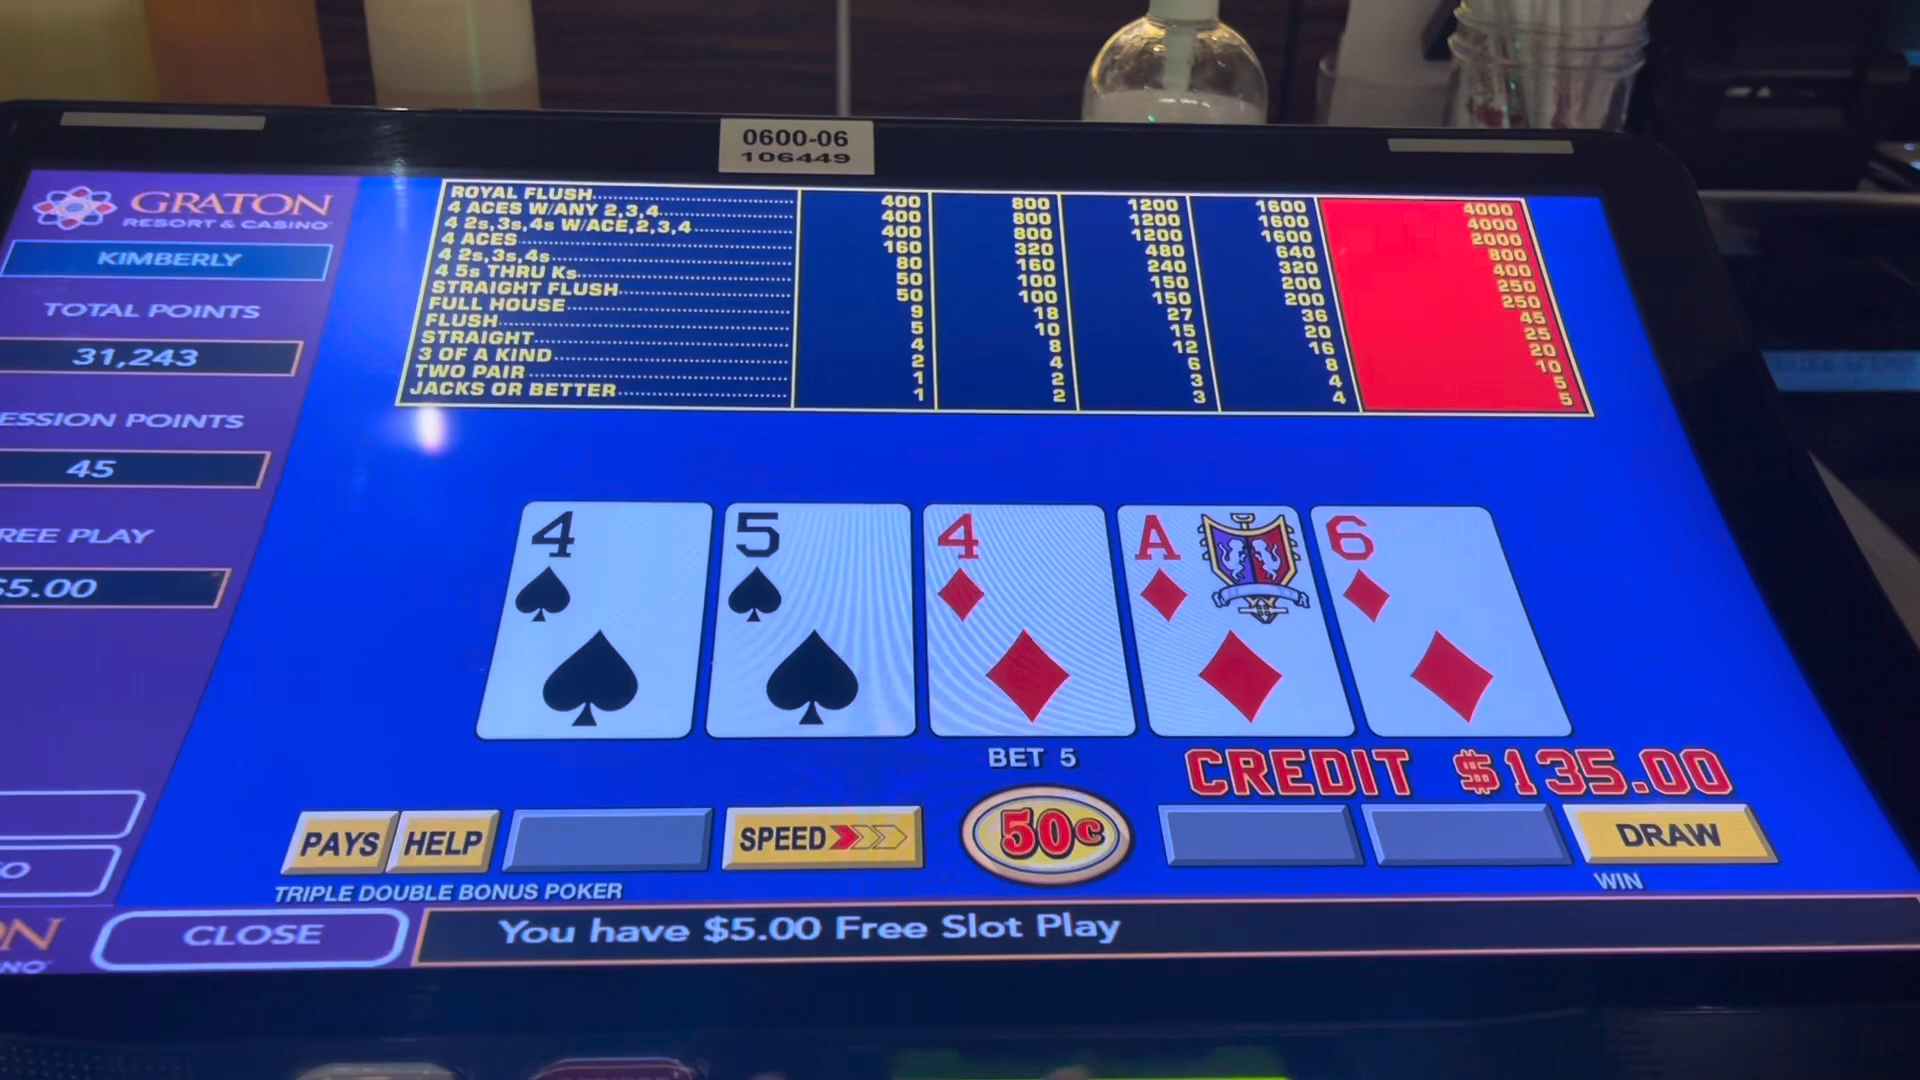 0600-06
106449
GRATON
RESORT & CASINO
KIMBERLY
TOTAL POINTS
31,243
ESSION POINTS
45
REE PLAY
$5.00
ROYAL FLUSH 400 800 1200 1600 4000
4 ACES W/ANY 2,3,4 400 800 1200 1600 4000
4 2s,3s,4s W/ACE,2,3,4 400 800 1200 1600 2000
4 ACES 160 320 480 640 800
4 2s,3s,4s 80 160 240 320 400
4 5s THRU Ks 50 100 150 200 250
STRAIGHT FLUSH 50 100 150 200 250
FULL HOUSE 9 18 27 36 45
FLUSH 5 10 15 20 25
STRAIGHT 4 8 12 16 20
3 OF A KIND 2 4 6 8 10
TWO PAIR 1 2 3 4 5
JACKS OR BETTER 1 2 3 4 5
4 5 4 A 6
BET 5
CREDIT $135.00
PAYS HELP SPEED 50¢ DRAW
TRIPLE DOUBLE BONUS POKER
WIN
O
ON
NO
CLOSE
You have $5.00 Free Slot Play